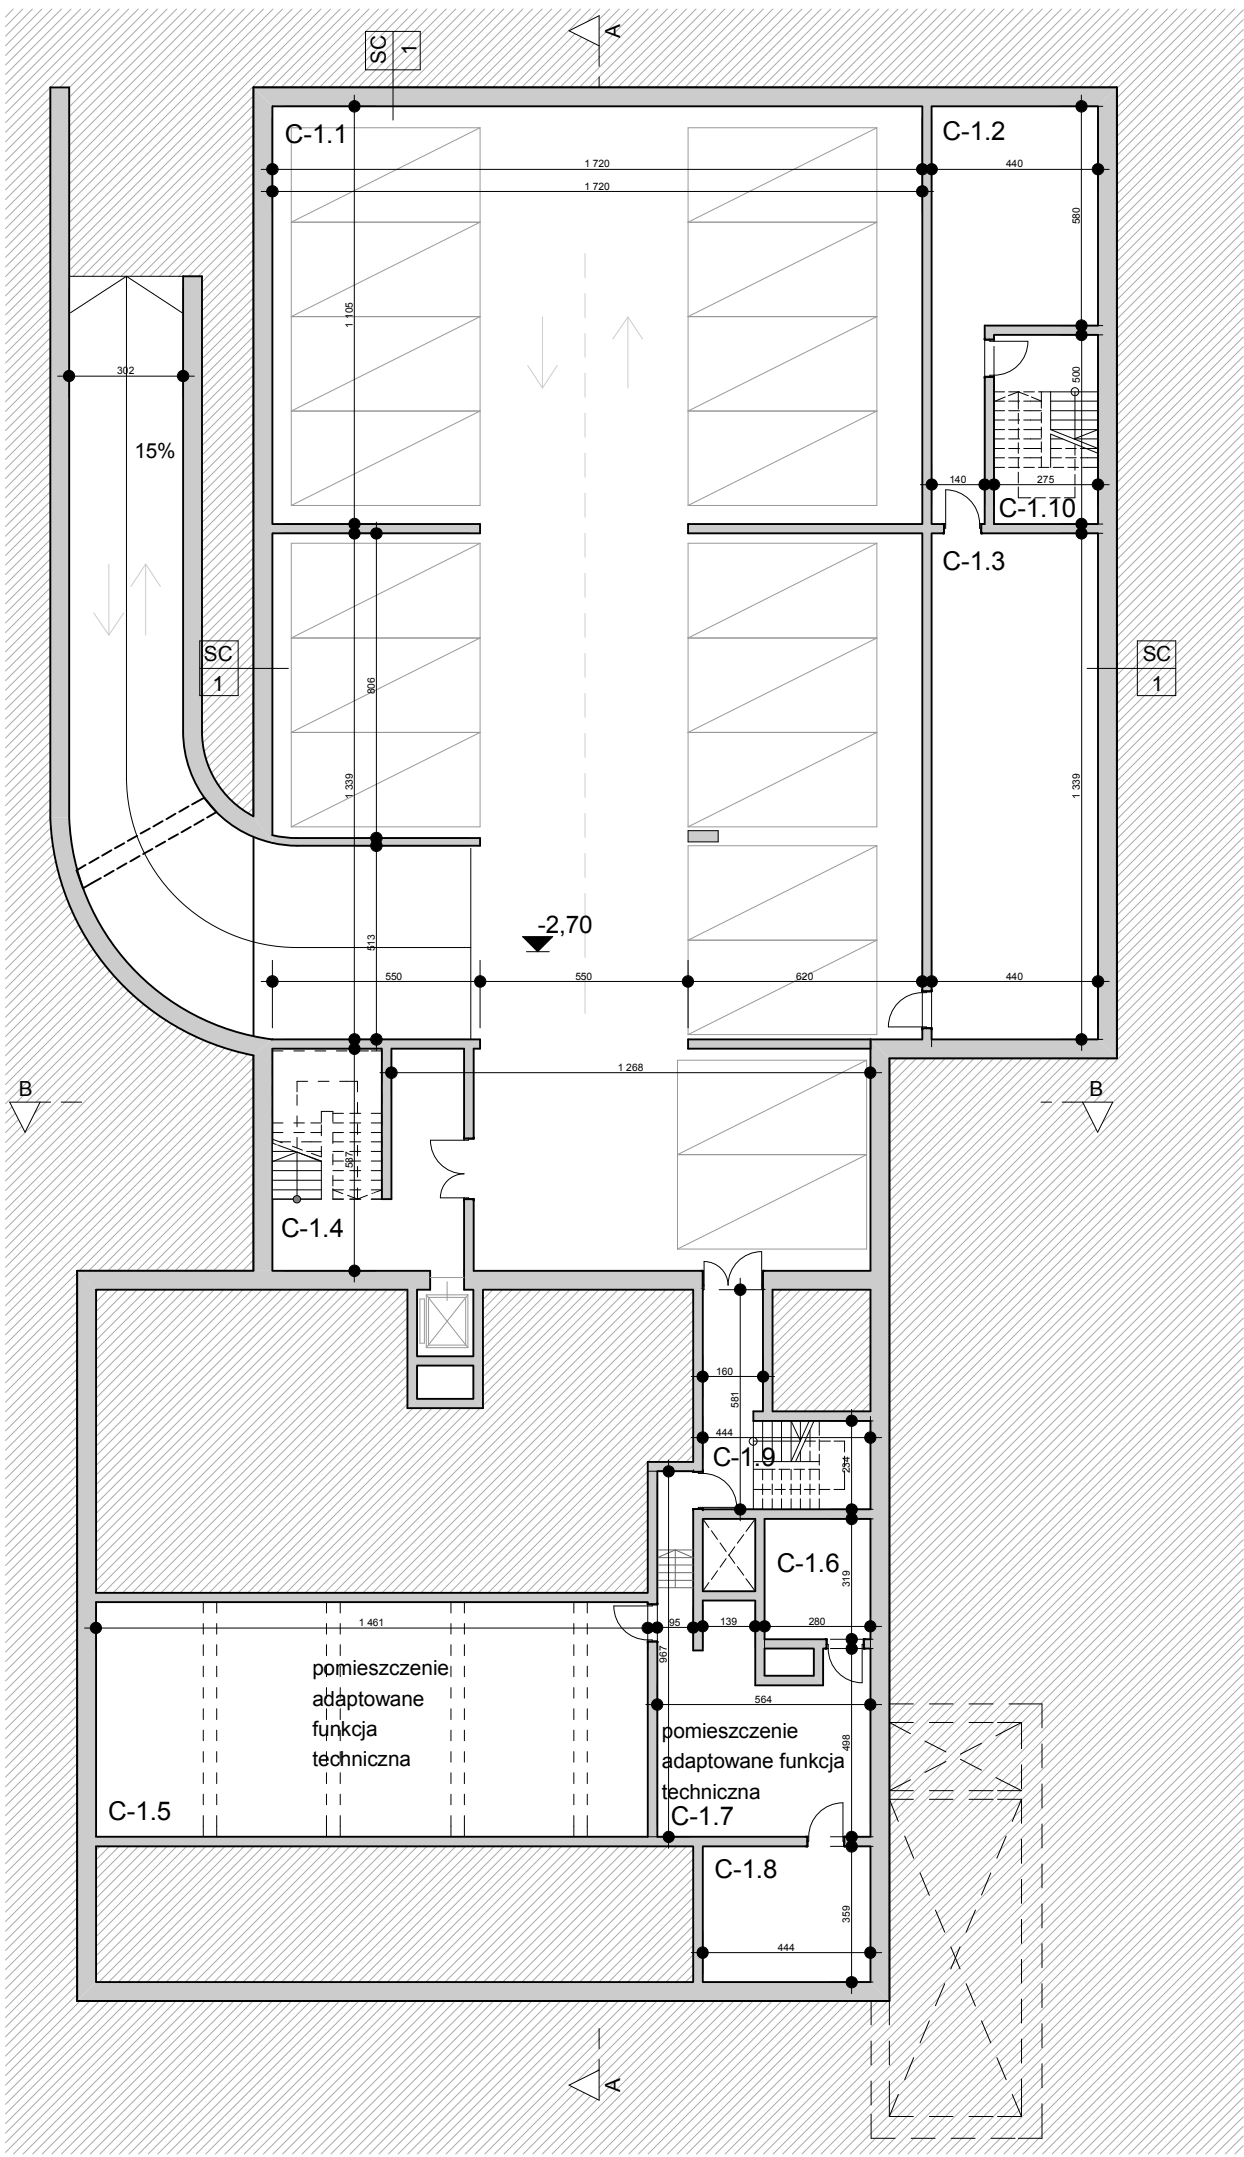 A
SC
1
C-1.1
C-1.2
1 720
440
1 720
580
1 105
302
500
15%
140
275
C-1.10
C-1.3
SC
1
SC
1
806
1 339
1 339
-2,70
513
550
550
620
440
1 268
B
B
587
C-1.4
160
581
444
C-1.9
234
C-1.6
319
1 461
95
139
280
967
pomieszczenie
adaptowane
funkcja
techniczna
564
pomieszczenie
adaptowane funkcja
techniczna
498
C-1.5
C-1.7
C-1.8
359
444
A